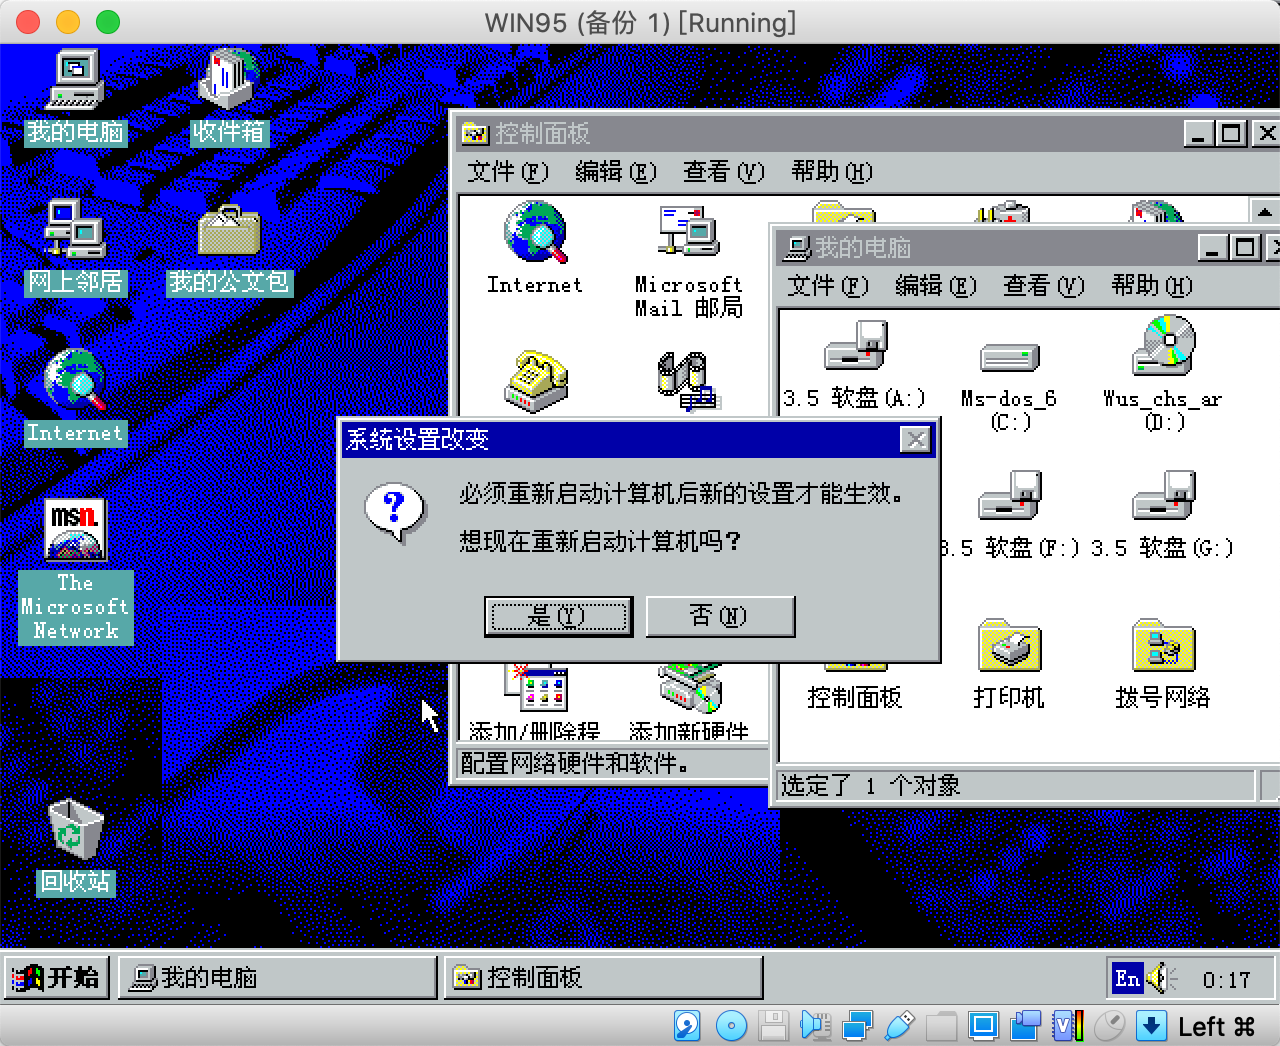 WIN95 (备份 1) [Running]
我的电脑
收件箱
网上邻居
我的公文包
Internet
msn.
The
Microsoft
Network
回收站
控制面板
文件(F) 编辑(E) 查看(V) 帮助(H)
Internet
Microsoft
Mail 邮局
添加/删除程
添加新硬件
配置网络硬件和软件。
我的电脑
文件(F) 编辑(E) 查看(V) 帮助(H)
3.5 软盘(A:)
Ms-dos_6
(C:)
Wus_chs_ar
(D:)
3.5 软盘(F:)
3.5 软盘(G:)
控制面板
打印机
拨号网络
选定了 1 个对象
系统设置改变
必须重新启动计算机后新的设置才能生效。
想现在重新启动计算机吗?
是(Y)
否(N)
开始
我的电脑
控制面板
En
0:17
Left ⌘